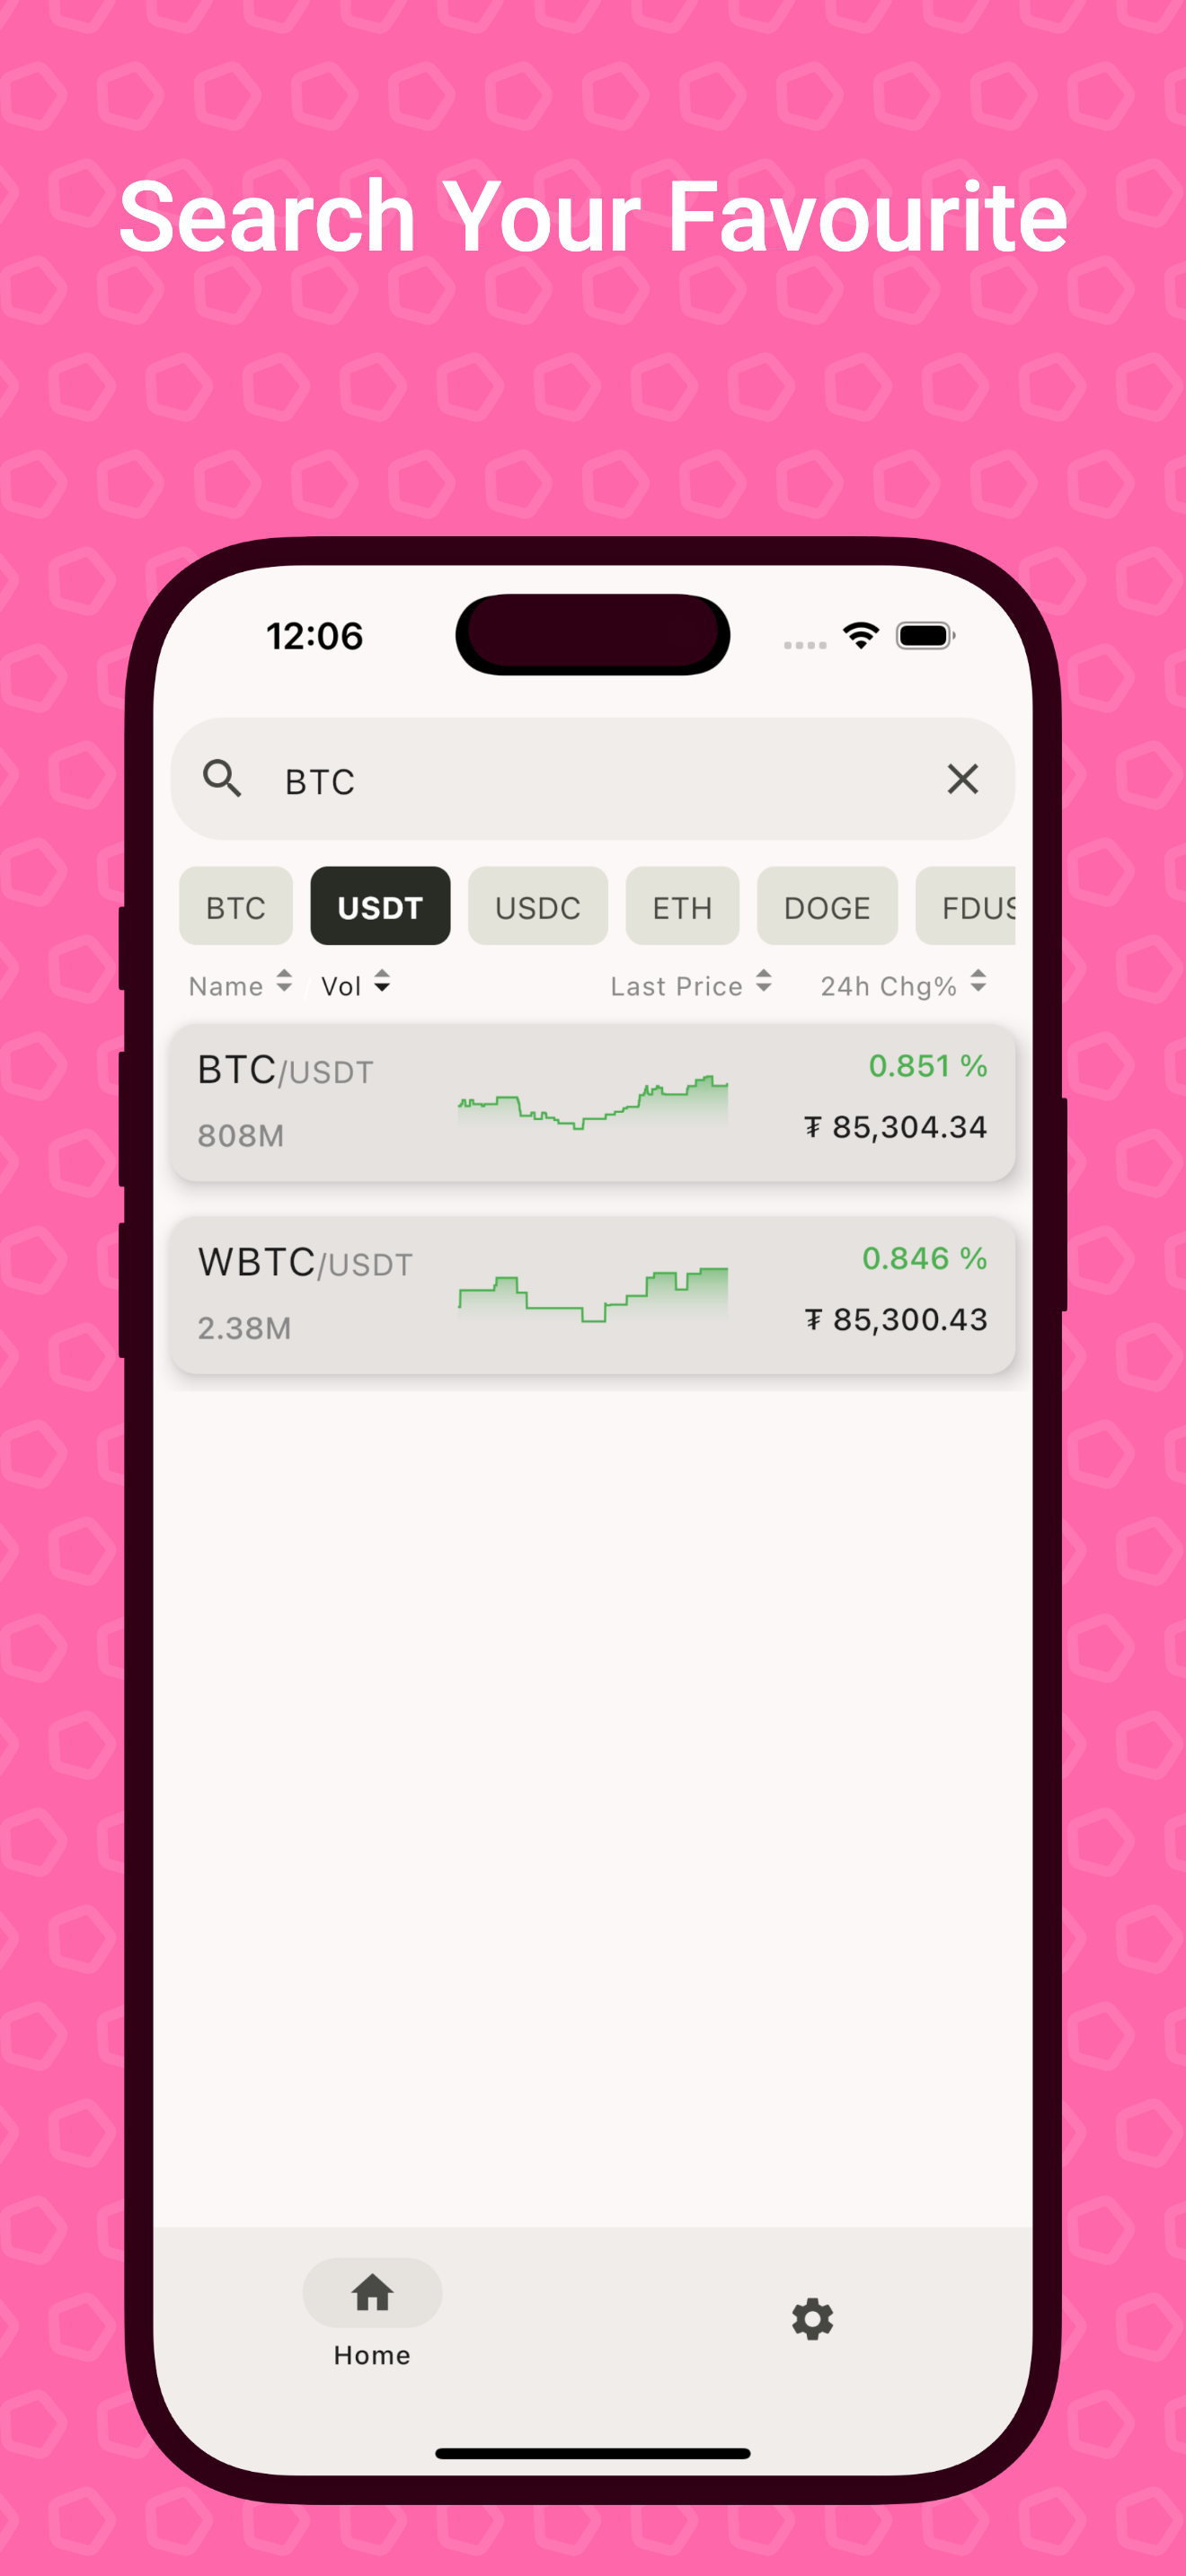 Search Your Favourite
12:06
BTC
BTC USDT USDC ETH DOGE FDUS
Name / Vol Last Price 24h Chg%
BTC/USDT 0.851 %
808M ₮ 85,304.34
WBTC/USDT 0.846 %
2.38M ₮ 85,300.43
Home